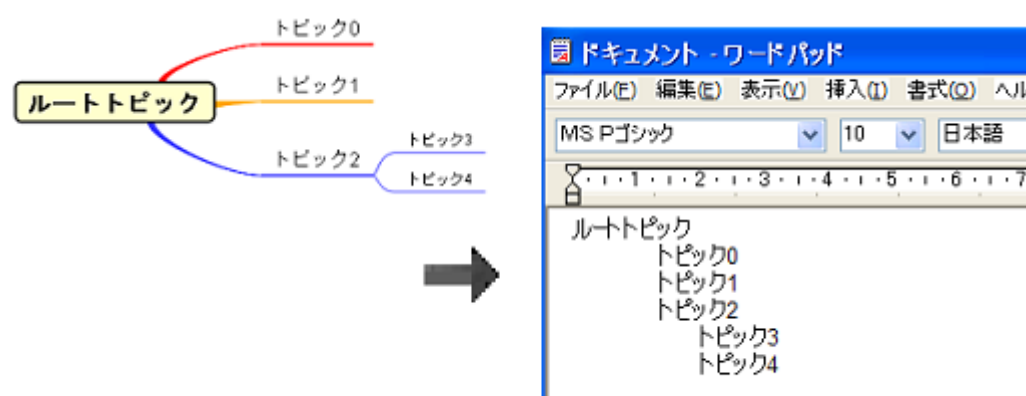 トピック0
トピック1
ルートトピック
トピック2
トピック3
トピック4
ドキュメント - ワードパッド
ファイル(E) 編集(E) 表示(V) 挿入(I) 書式(O) ヘル
MS Pゴシック 10 日本語
1 2 3 4 5 6 7
ルートトピック
トピック0
トピック1
トピック2
トピック3
トピック4